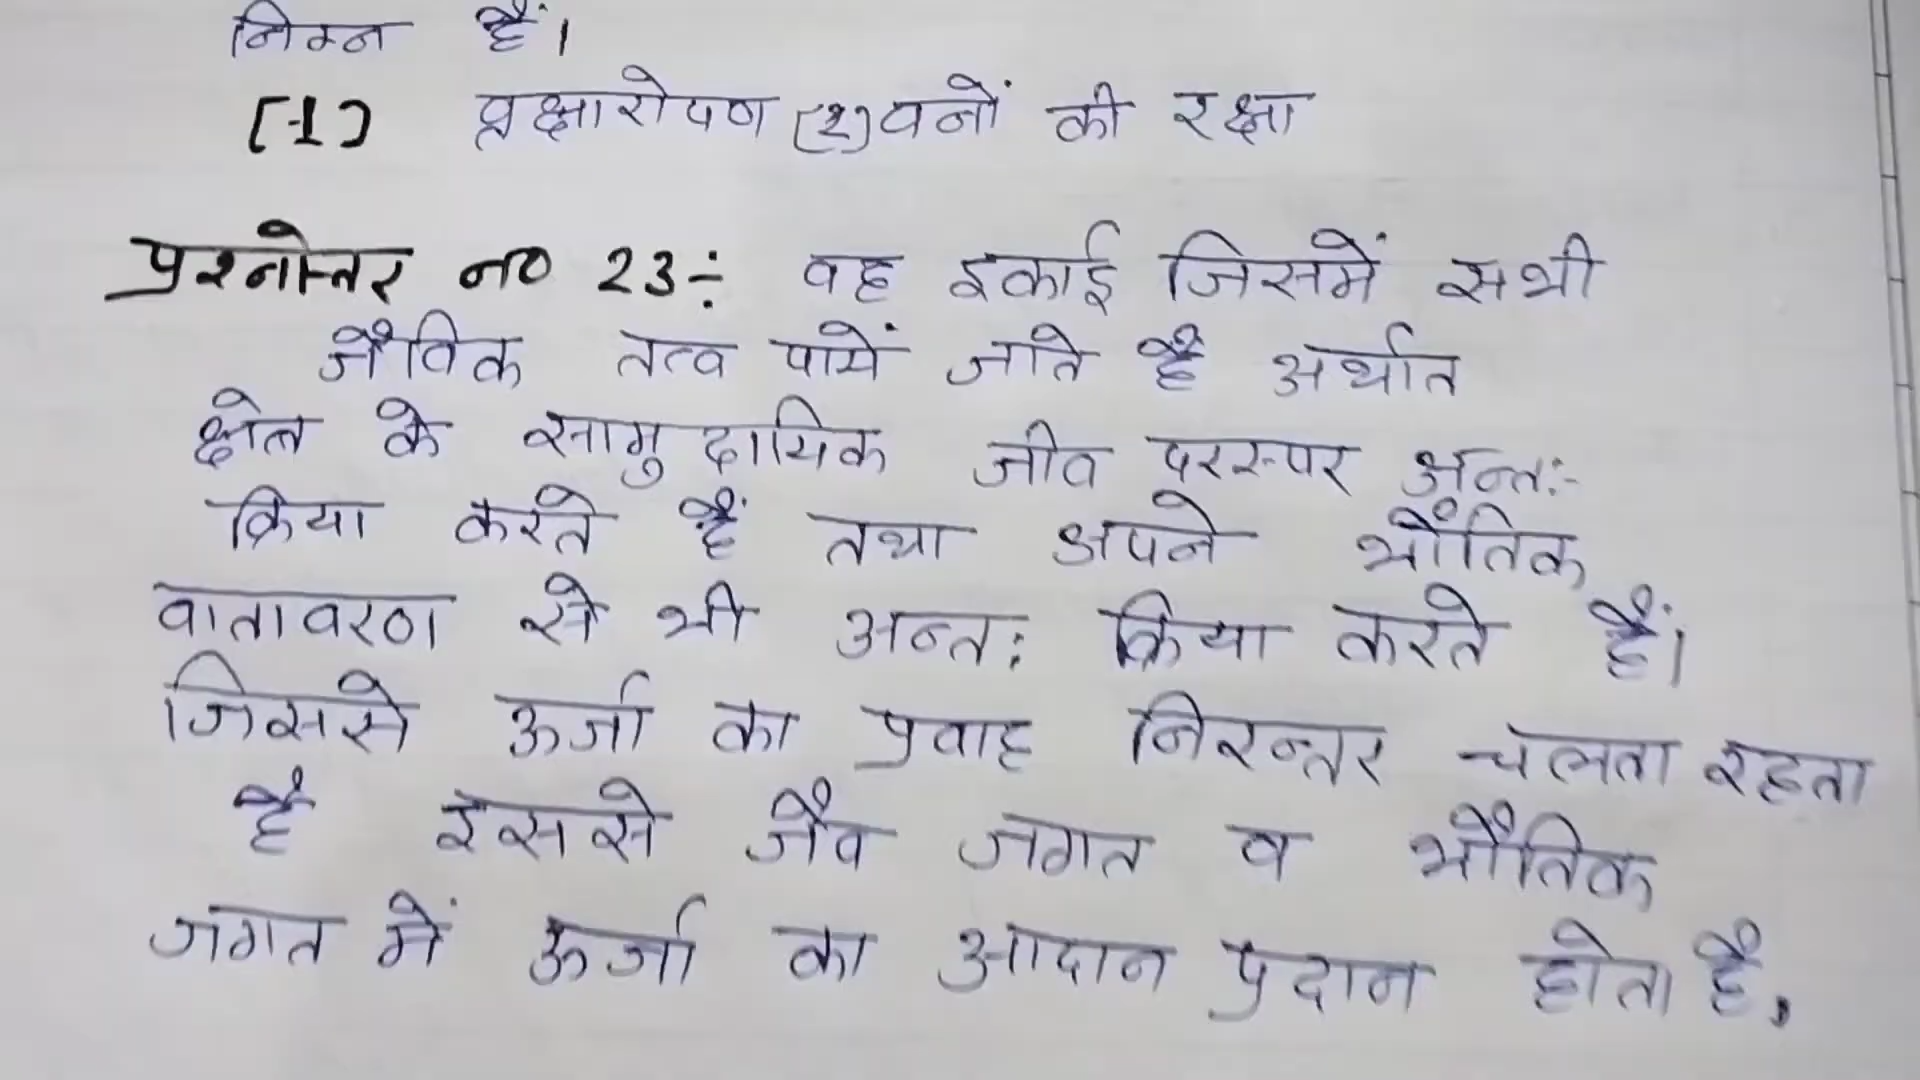 निम्न हैं।
(1) वृक्षारोपण (2) वनों की रक्षा
प्रश्नोत्तर न० 23÷ वह इकाई जिसमें सभी
जैविक तत्व पायें जाते है अर्थात
क्षेत्र के सामुदायिक जीव परस्पर अन्तः-
क्रिया करते हैं तथा अपने भौतिक
वातावरण से भी अन्तः क्रिया करते हैं।
जिससे ऊर्जा का प्रवाह निरन्तर चलता रहता
है इससे जैव जगत व भौतिक
जगत में ऊर्जा का आदान प्रदान होता है,